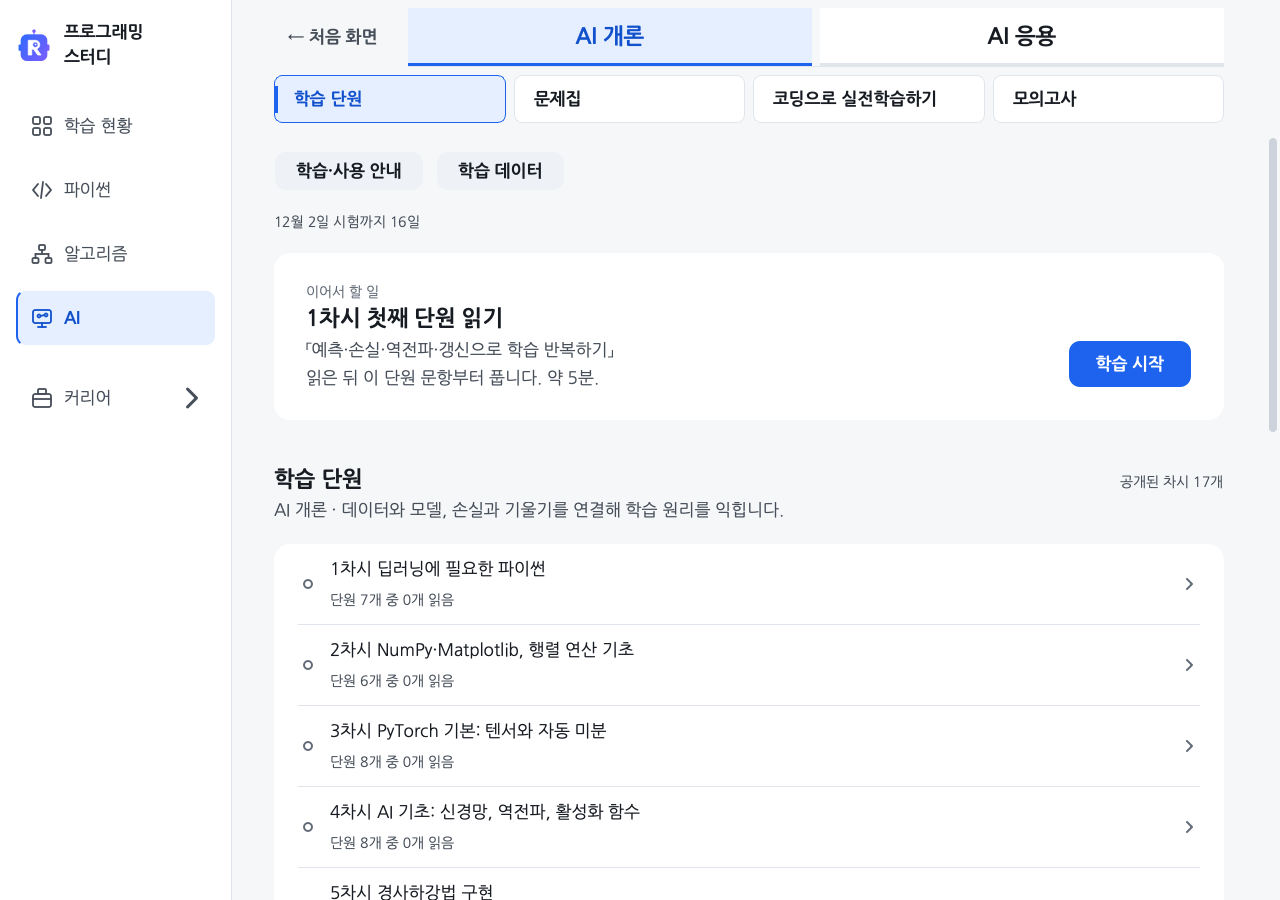 프로그래밍
스터디
학습 현황
파이썬
알고리즘
AI
커리어
← 처음 화면
AI 개론
AI 응용
학습 단원
문제집
코딩으로 실전학습하기
모의고사
학습·사용 안내
학습 데이터
12월 2일 시험까지 16일
이어서 할 일
1차시 첫째 단원 읽기
「예측·손실·역전파·갱신으로 학습 반복하기」
읽은 뒤 이 단원 문항부터 풉니다. 약 5분.
학습 시작
학습 단원
공개된 차시 17개
AI 개론 · 데이터와 모델, 손실과 기울기를 연결해 학습 원리를 익힙니다.
1차시 딥러닝에 필요한 파이썬
단원 7개 중 0개 읽음
2차시 NumPy·Matplotlib, 행렬 연산 기초
단원 6개 중 0개 읽음
3차시 PyTorch 기본: 텐서와 자동 미분
단원 8개 중 0개 읽음
4차시 AI 기초: 신경망, 역전파, 활성화 함수
단원 8개 중 0개 읽음
5차시 경사하강법 구현